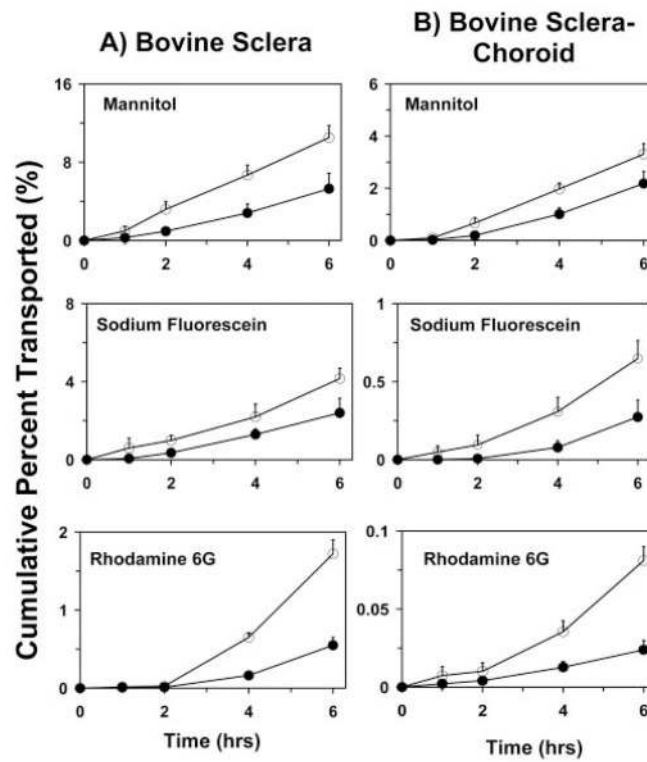 A) Bovine Sclera
B) Bovine Sclera-
Choroid
Cumulative Percent Transported (%)
Mannitol
16
8
0
0 2 4 6
Mannitol
6
4
2
0
0 2 4 6
Sodium Fluorescein
8
4
0
0 2 4 6
Sodium Fluorescein
1
0.5
0
0 2 4 6
Rhodamine 6G
2
1
0
0 2 4 6
Time (hrs)
Rhodamine 6G
0.1
0.05
0
0 2 4 6
Time (hrs)